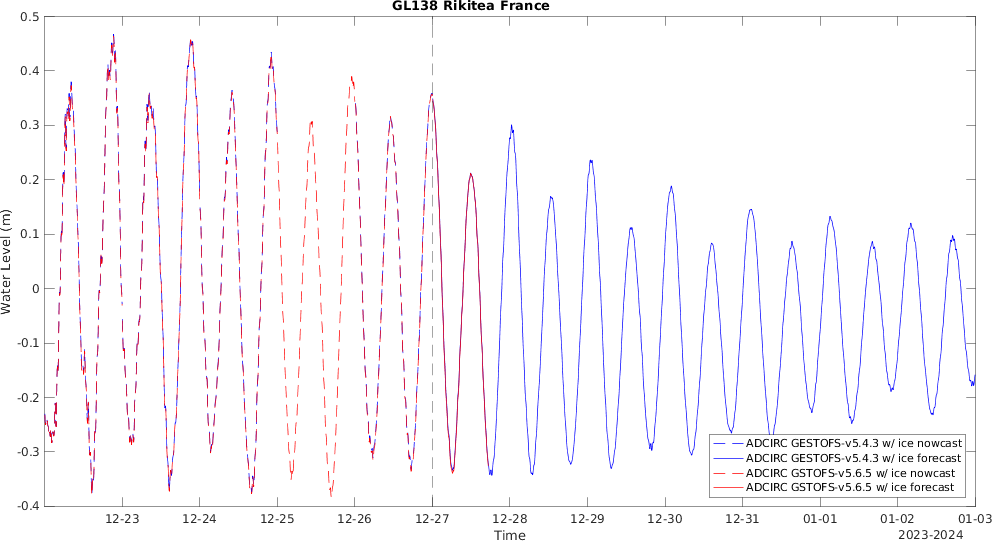 GL138 Rikitea France
0.5
0.4
0.3
0.2
0.1
0
-0.1
-0.2
-0.3
-0.4
Water Level (m)
ADCIRC GESTOFS-v5.4.3 w/ ice nowcast
ADCIRC GESTOFS-v5.4.3 w/ ice forecast
ADCIRC GSTOFS-v5.6.5 w/ ice nowcast
ADCIRC GSTOFS-v5.6.5 w/ ice forecast
12-23 12-24 12-25 12-26 12-27 12-28 12-29 12-30 12-31 01-01 01-02 01-03
Time
2023-2024